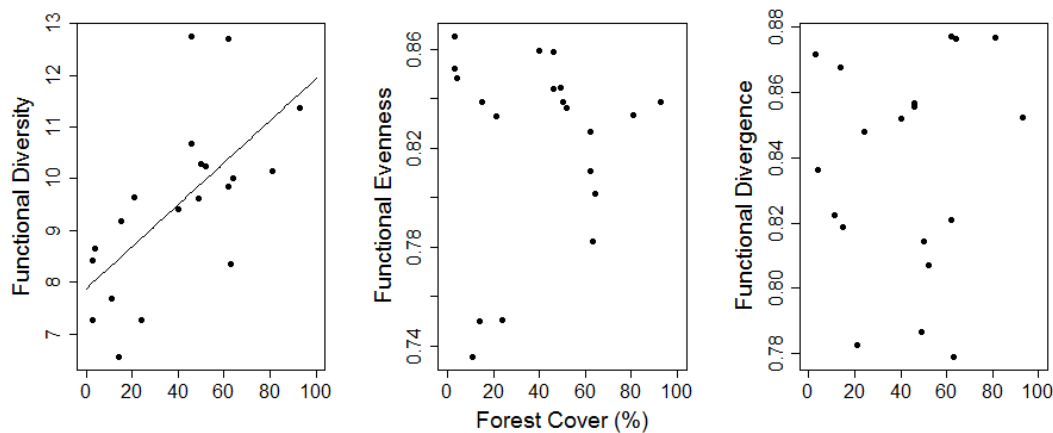 Functional Diversity
13
12
11
10
9
8
7
0 20 40 60 80 100
Functional Evenness
0.86
0.82
0.78
0.74
0 20 40 60 80 100
Forest Cover (%)
Functional Divergence
0.88
0.86
0.84
0.82
0.80
0.78
0 20 40 60 80 100